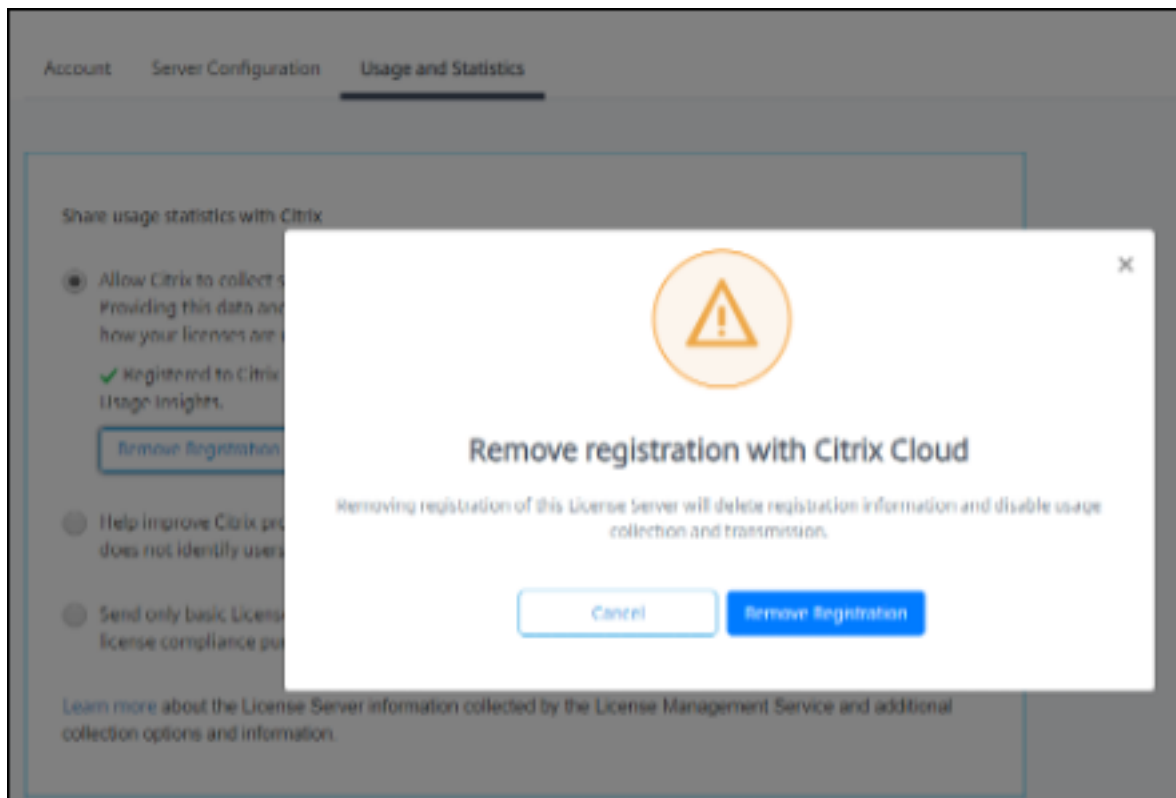 Account Server Configuration Usage and Statistics
Share usage statistics with Citrix
Allow Citrix to collect s
Providing this data and
how your licenses are
Registered to Citrix
Usage Insights.
Remove Registration
Help improve Citrix pro
does not identify users
Send only basic Licens
license compliance pu
Learn more about the License Server information collected by the License Management Service and additional
collection options and information.
Remove registration with Citrix Cloud
Removing registration of this License Server will delete registration information and disable usage
collection and transmission.
Cancel Remove Registration